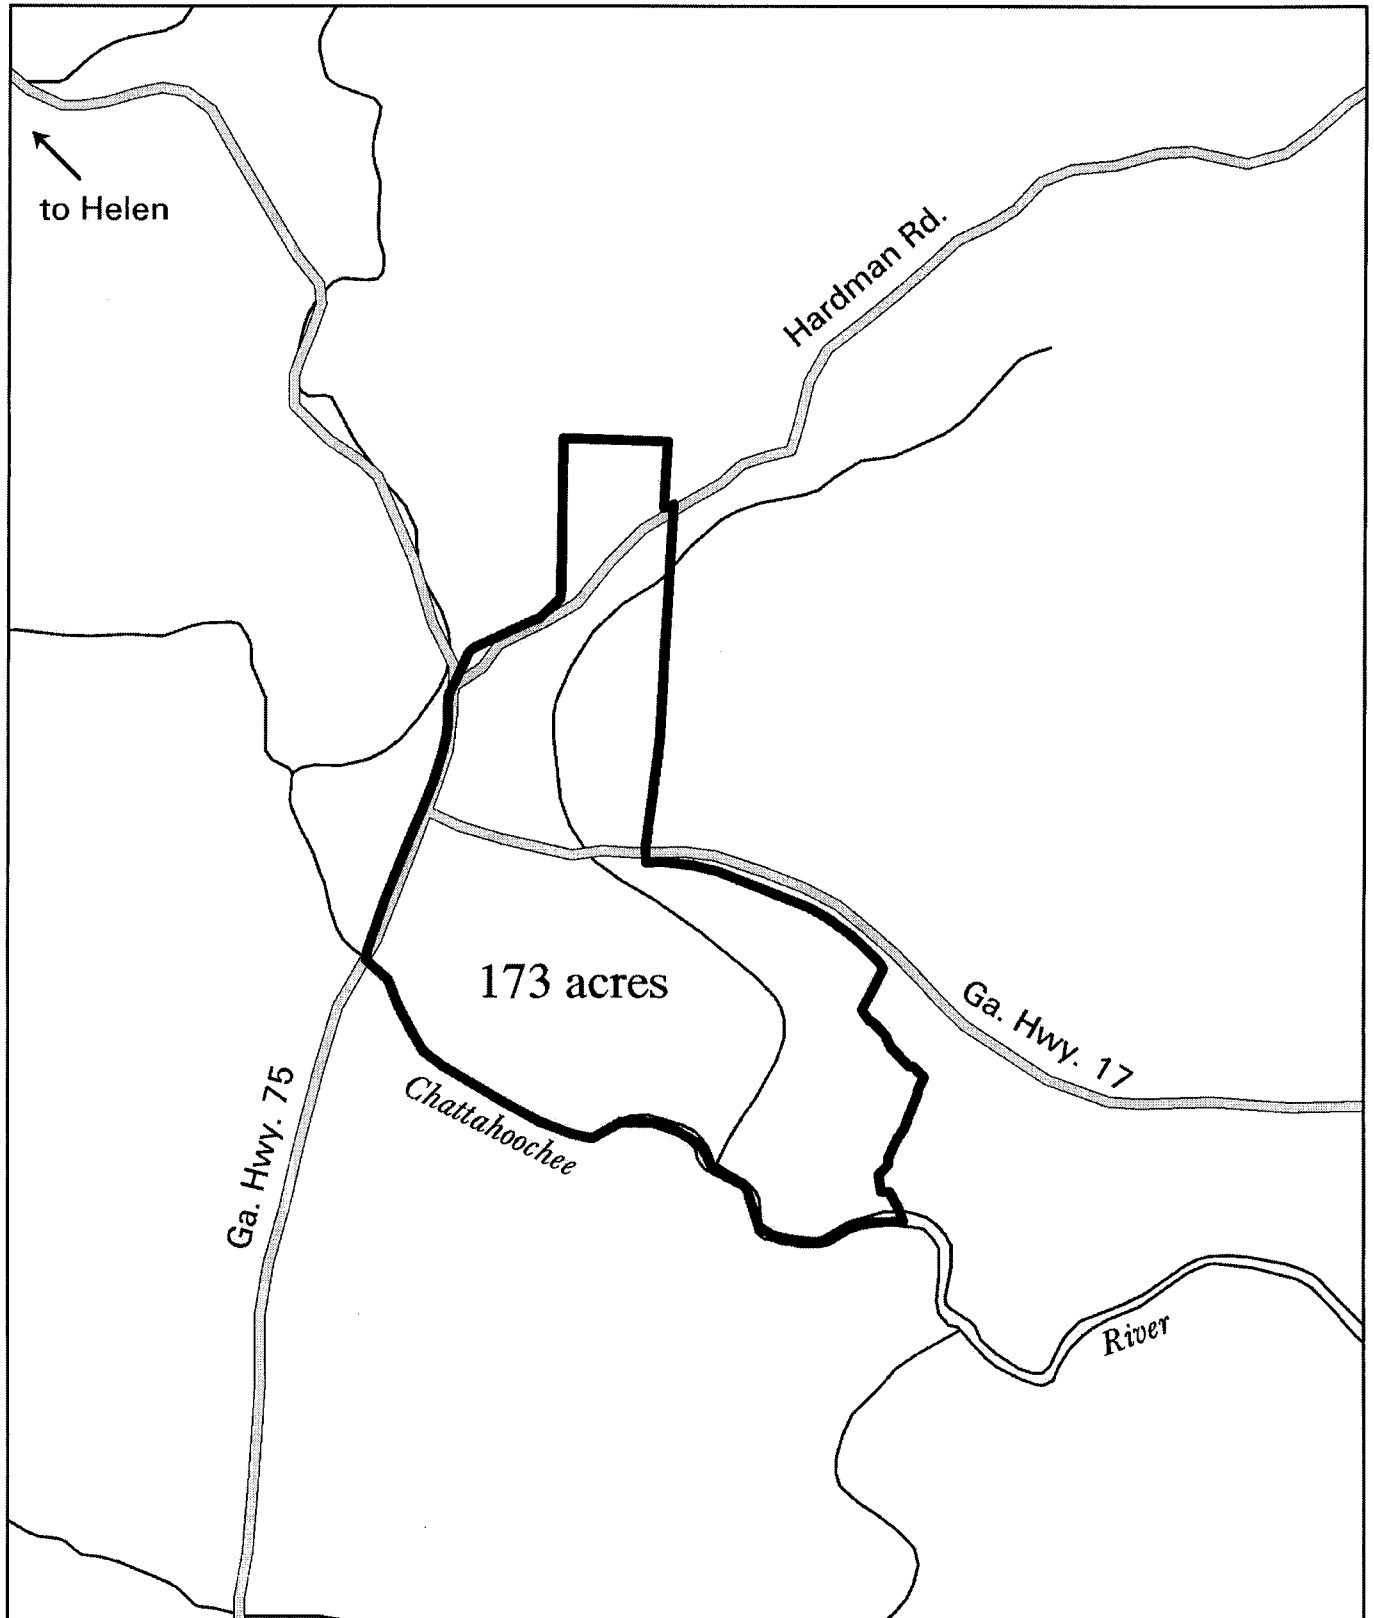 to Helen
Hardman Rd.
173 acres
Ga. Hwy. 17
Ga. Hwy. 75
Chattahoochee
River